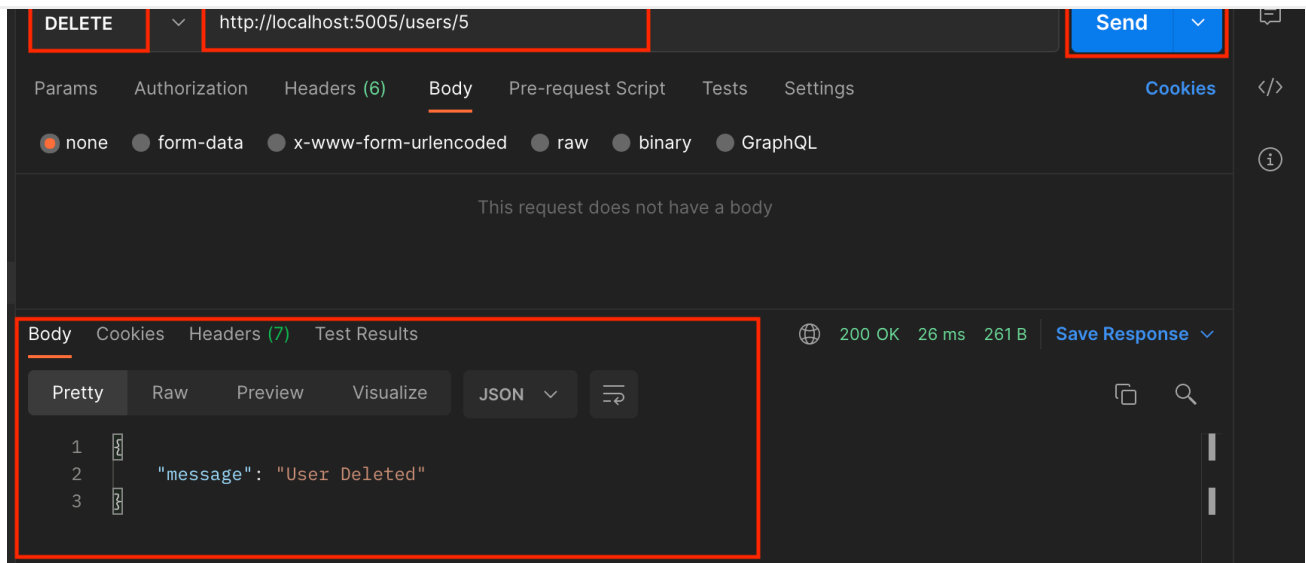 DELETE http://localhost:5005/users/5 Send
Params Authorization Headers (6) Body Pre-request Script Tests Settings Cookies
none form-data x-www-form-urlencoded raw binary GraphQL
This request does not have a body
Body Cookies Headers (7) Test Results 200 OK 26 ms 261 B Save Response
Pretty Raw Preview Visualize JSON
1 {
2 "message": "User Deleted"
3 }